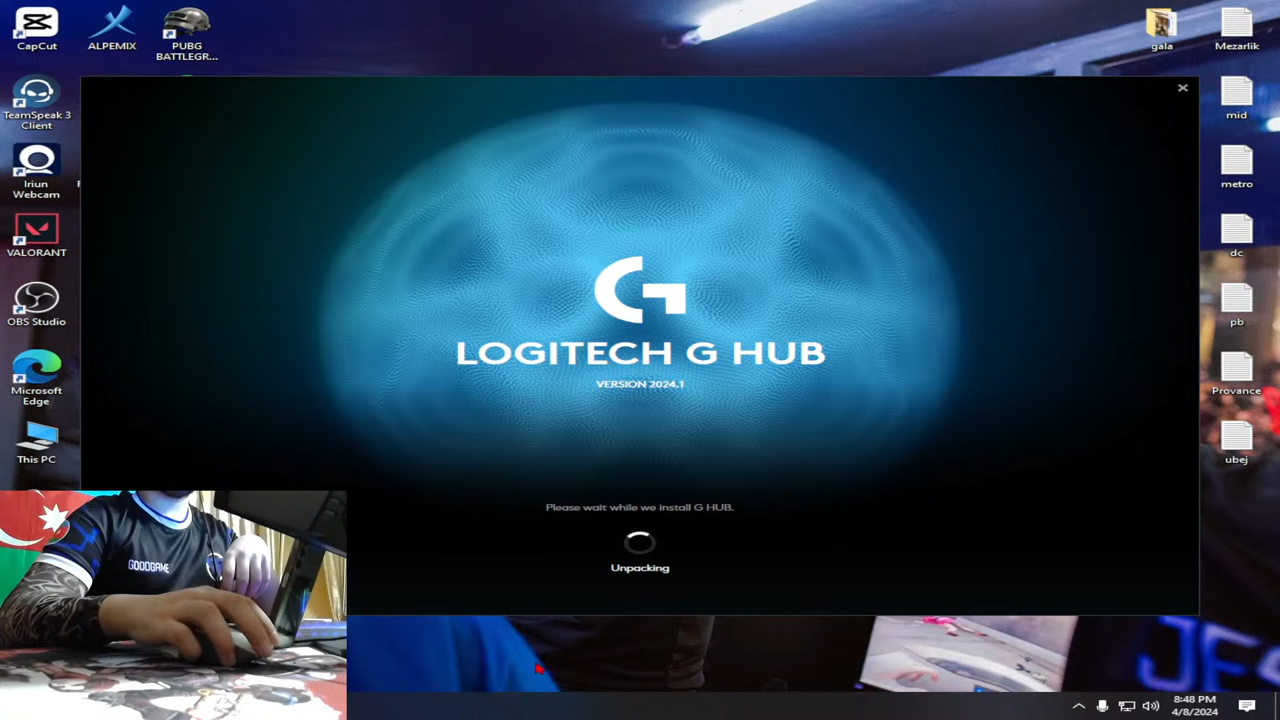 CapCut
ALPEMIX
PUBG
BATTLEGR...
TeamSpeak 3
Client
Iriun
Webcam
VALORANT
OBS Studio
Microsoft
Edge
This PC
LOGITECH G HUB
VERSION 2024.1
Please wait while we install G HUB.
Unpacking
gala
Mezarlik
mid
metro
dc
pb
Provance
ubej
GOODGAME
8:48 PM
4/8/2024